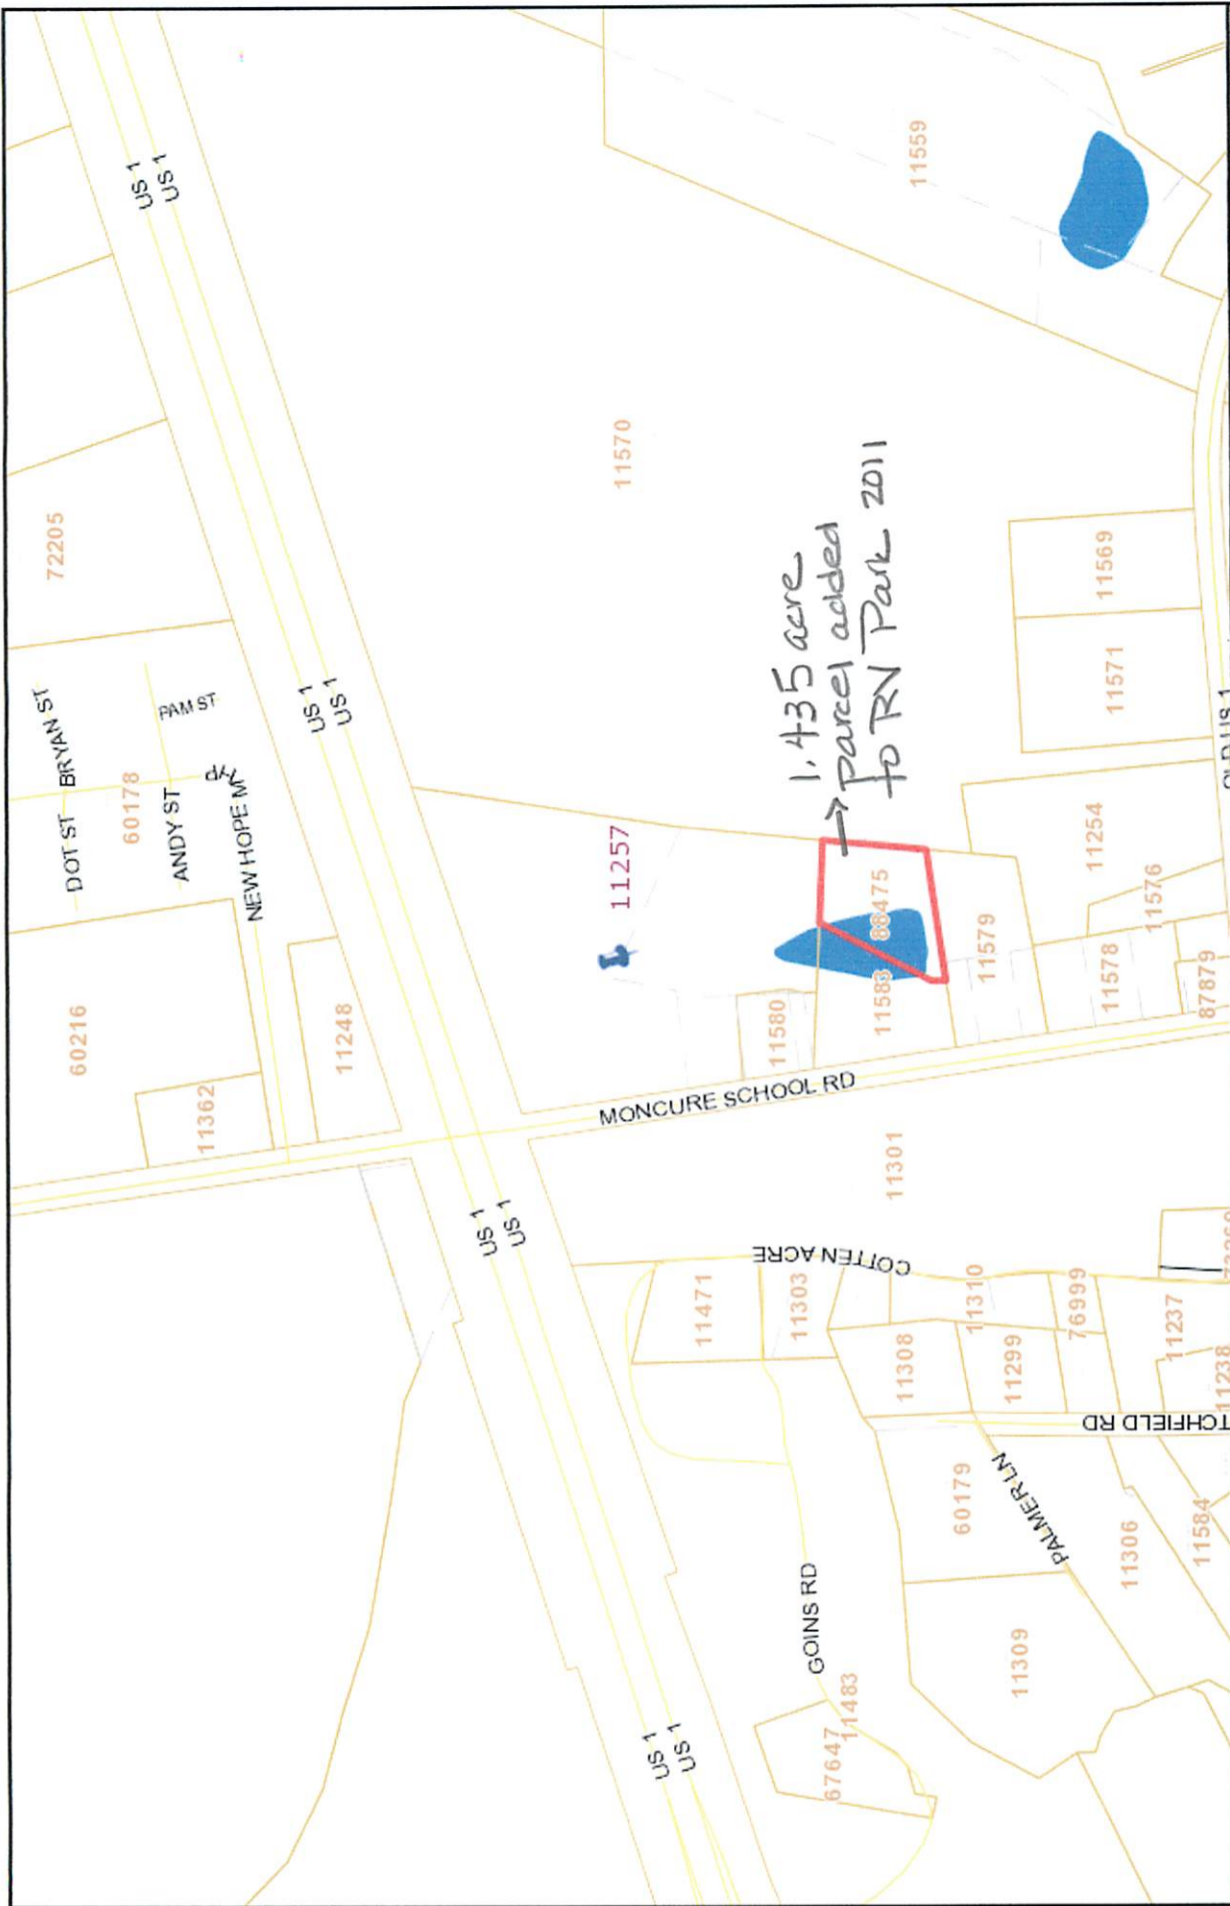 US 1
US 1
72205
11559
11570
BRYAN ST
PAM ST
60178
DOT ST
ANDY ST
NEW HOPE M
US 1
US 1
1.435 acre
→ parcel added
to RV Park 2011
11569
11571
11257
11254
11576
88475
11583
11579
11578
87879
11580
60216
11248
11362
MONCURE SCHOOL RD
11301
US 1
US 1
COTTEN ACRE
11471
11303
11310
76999
11308
11299
11237
11238
TCHFIELD RD
PALMER LN
60179
11306
11584
11309
GOINS RD
11483
67647
US 1
US 1